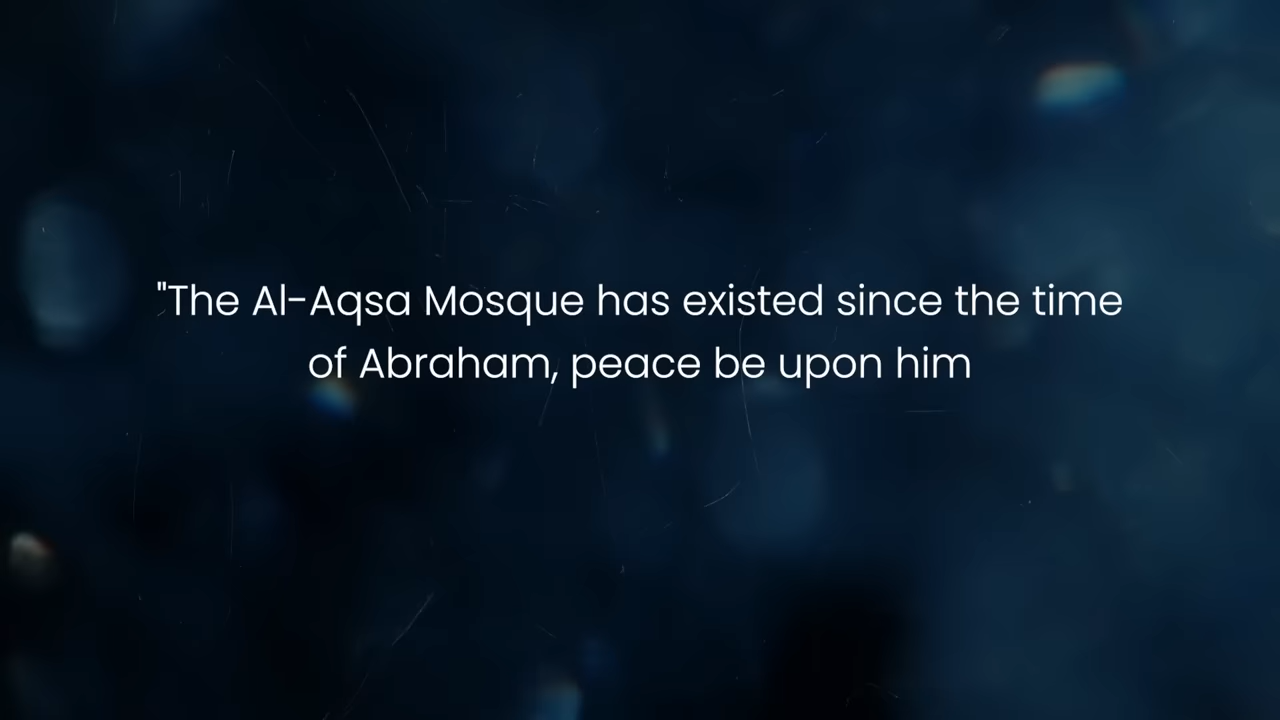 "The Al-Aqsa Mosque has existed since the time
of Abraham, peace be upon him